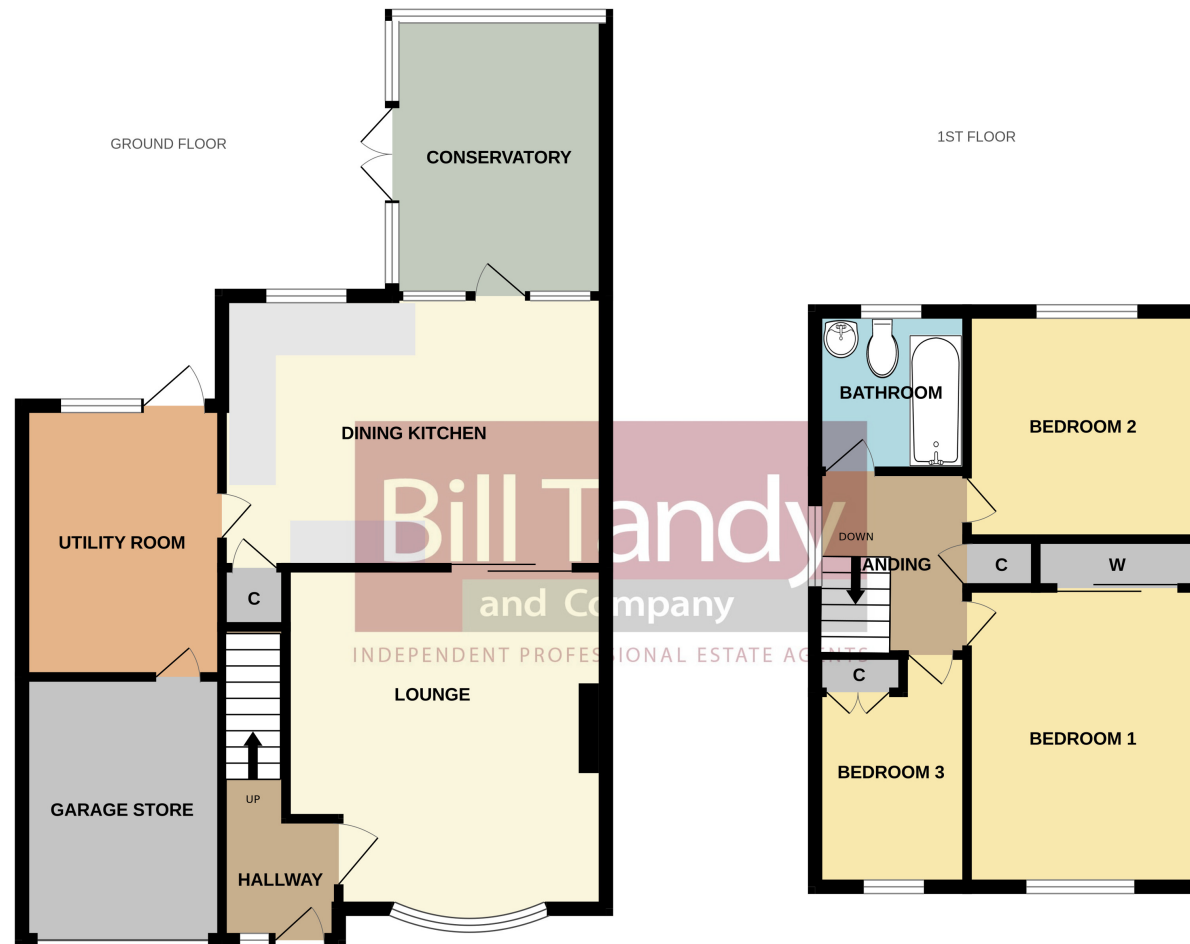 GROUND FLOOR
1ST FLOOR
CONSERVATORY
DINING KITCHEN
UTILITY ROOM
C
LOUNGE
GARAGE STORE
UP
HALLWAY
BATHROOM
BEDROOM 2
DOWN
ANDING
C
W
C
BEDROOM 1
BEDROOM 3
Bill Tandy
and Company
INDEPENDENT PROFESSIONAL ESTATE AGENTS